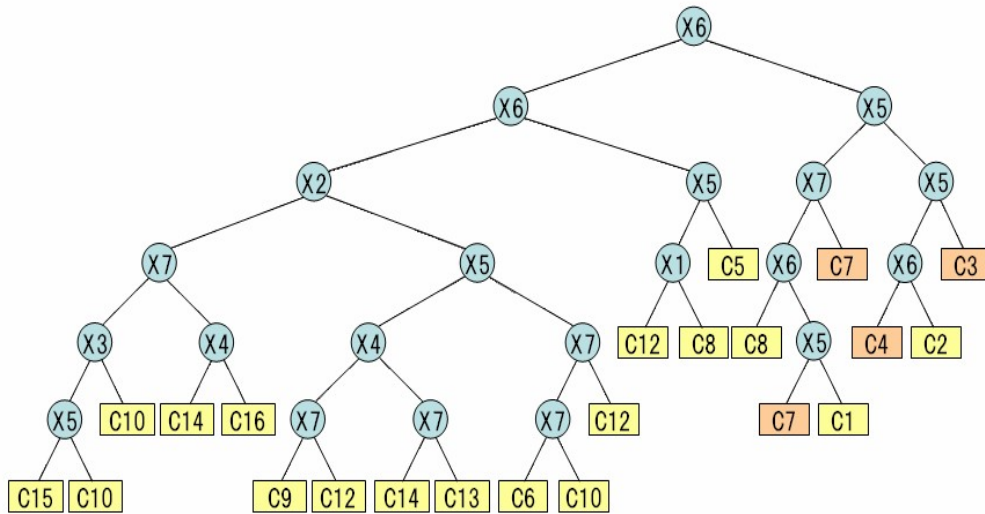 X6
X6 X5
X2 X5 X7 X5
X7 X5 X1 C5 X6 C7 X6 C3
X3 X4 X4 X7 C12 C8 C8 X5 C4 C2
X5 C10 C14 C16 X7 X7 X7 C12 C7 C1
C15 C10 C9 C12 C14 C13 C6 C10